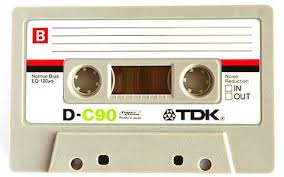 B
Normal Bias
EQ-120µs
Noise
Reduction
IN
OUT
D-C90
TDK